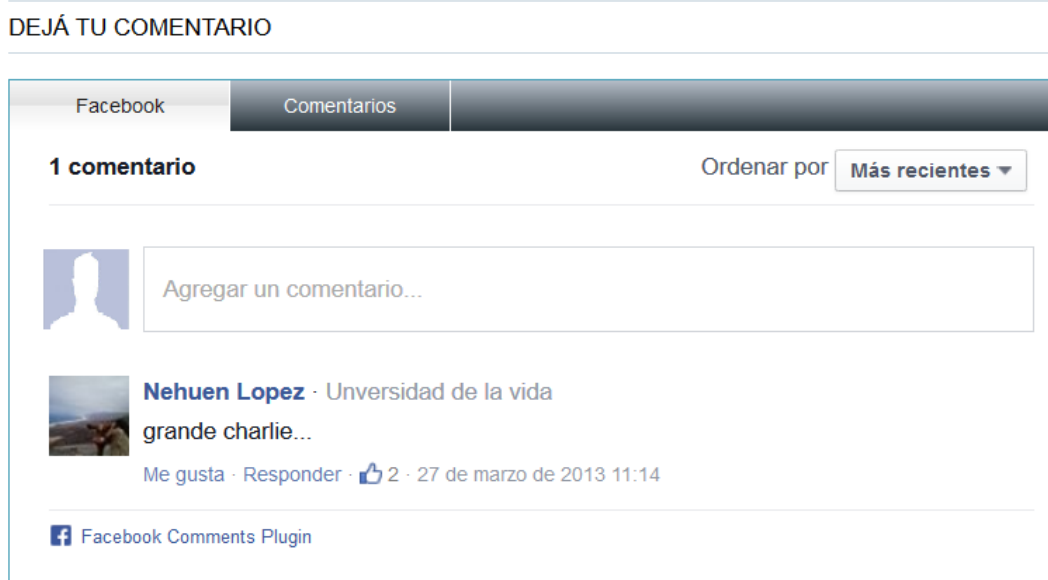 DEJÁ TU COMENTARIO
Facebook Comentarios
1 comentario Ordenar por Más recientes
Agregar un comentario...
Nehuen Lopez · Unversidad de la vida
grande charlie...
Me gusta · Responder · 2 · 27 de marzo de 2013 11:14
Facebook Comments Plugin